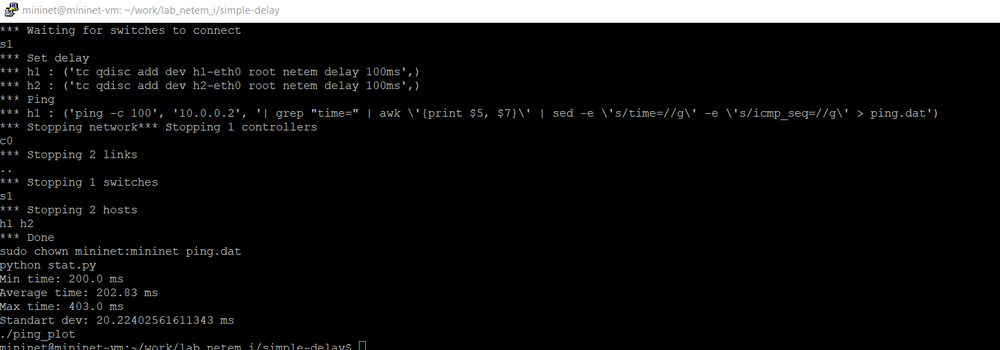 mininet@mininet-vm: ~/work/lab_netem_i/simple-delay
*** Waiting for switches to connect
s1
*** Set delay
*** h1 : ('tc qdisc add dev h1-eth0 root netem delay 100ms',)
*** h2 : ('tc qdisc add dev h2-eth0 root netem delay 100ms',)
*** Ping
*** h1 : ('ping -c 100', '10.0.0.2', '| grep "time=" | awk \'{print $5, $7}\' | sed -e \'s/time=//g\' -e \'s/icmp_seq=//g\' > ping.dat')
*** Stopping network*** Stopping 1 controllers
c0
*** Stopping 2 links
..
*** Stopping 1 switches
s1
*** Stopping 2 hosts
h1 h2
*** Done
sudo chown mininet:mininet ping.dat
python stat.py
Min time: 200.0 ms
Average time: 202.83 ms
Max time: 403.0 ms
Standart dev: 20.22402561611343 ms
./ping_plot
mininet@mininet-vm:~/work/lab_netem_i/simple-delay$